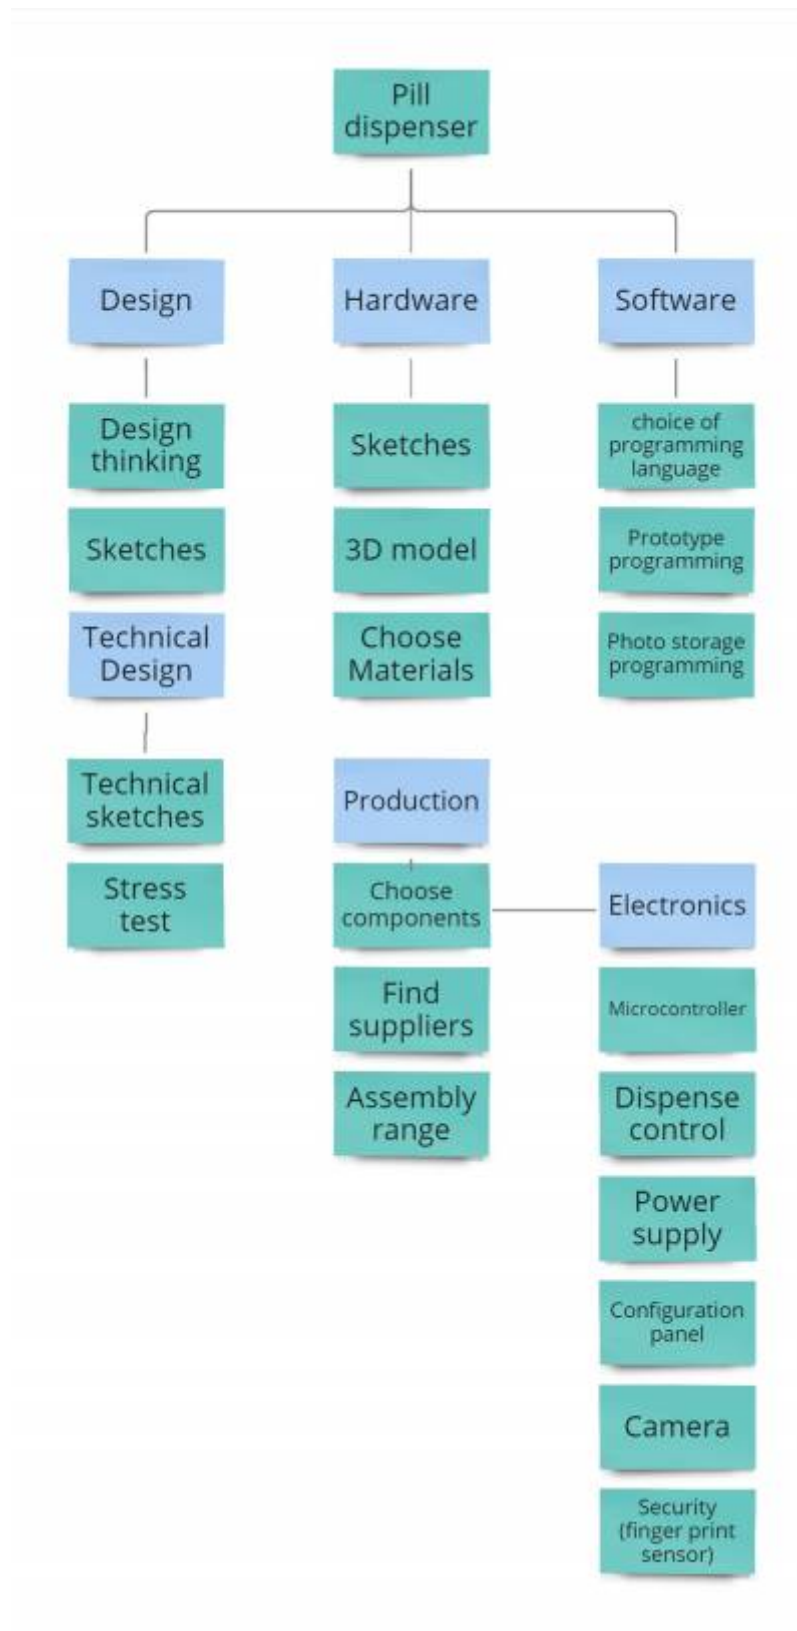 Pill
dispenser
Design
Hardware
Software
Design
thinking
Sketches
Technical
Design
Technical
sketches
Stress
test
Sketches
3D model
Choose
Materials
Production
Choose
components
Find
suppliers
Assembly
range
choice of
programming
language
Prototype
programming
Photo storage
programming
Electronics
Microcontroller
Dispense
control
Power
supply
Configuration
panel
Camera
Security
(finger print
sensor)